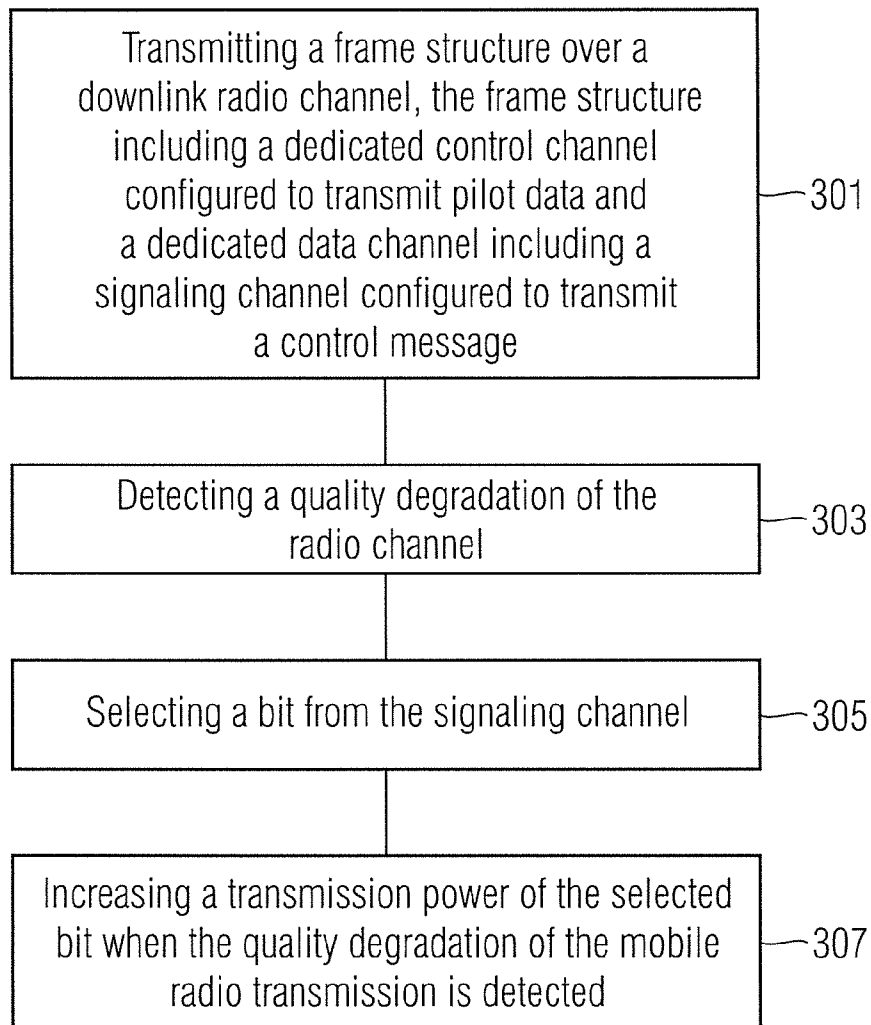 Transmitting a frame structure over a
downlink radio channel, the frame structure
including a dedicated control channel
configured to transmit pilot data and
a dedicated data channel including a
signaling channel configured to transmit
a control message
301
Detecting a quality degradation of the
radio channel
303
Selecting a bit from the signaling channel
305
Increasing a transmission power of the selected
bit when the quality degradation of the mobile
radio transmission is detected
307